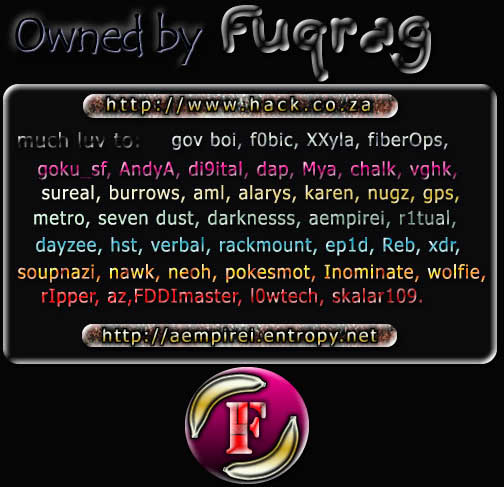 Owned by Fuqrag
http://www.hack.co.za
much luv to: gov boi, f0bic, XXyla, fiberOps,
goku_sf, AndyA, di9ital, dap, Mya, chalk, vghk,
sureal, burrows, aml, alarys, karen, nugz, gps,
metro, seven dust, darknesss, aempirei, r1tual,
dayzee, hst, verbal, rackmount, ep1d, Reb, xdr,
soupnazi, nawk, neoh, pokesmot, Inominate, wolfie,
rIpper, az,FDDImaster, l0wtech, skalar109.
http://aempirei.entropy.net
F